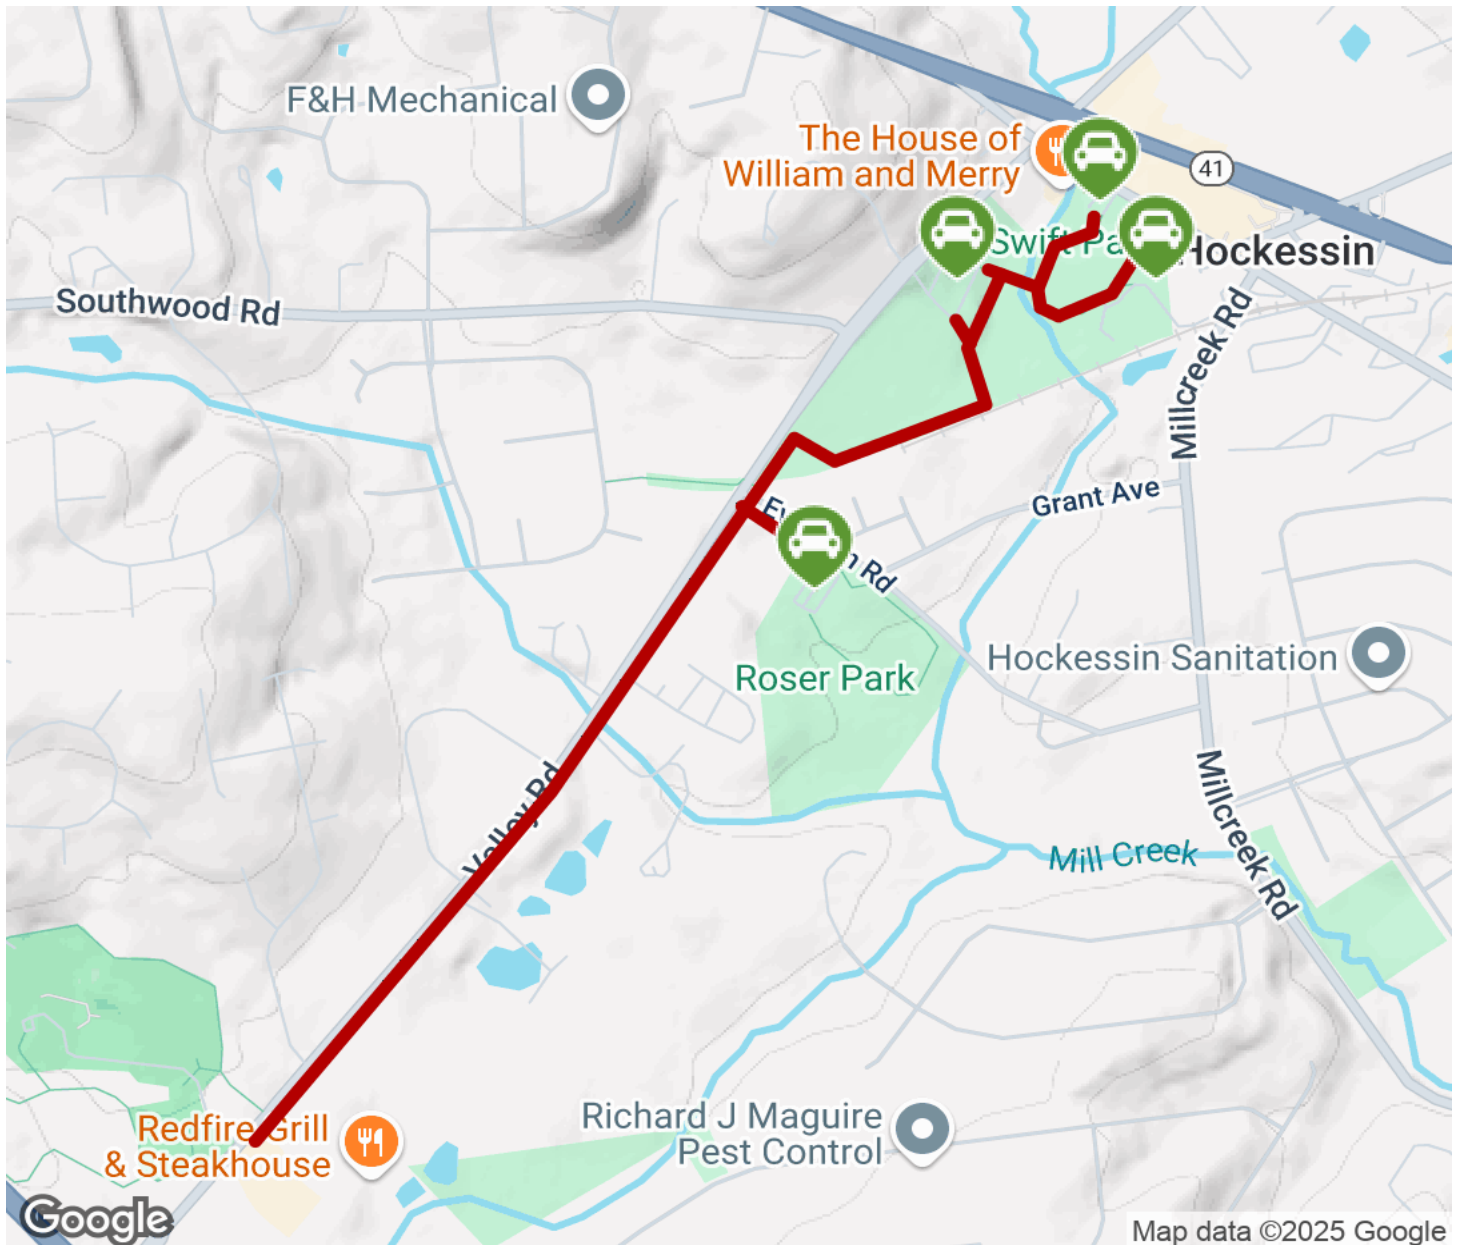 F&H Mechanical
The House of
William and Merry
41
Swift Pa
Hockessin
Southwood Rd
Millcreek Rd
Grant Ave
Rd
Hockessin Sanitation
Roser Park
Valley Rd
Millcreek Rd
Mill Creek
Redfire Grill
& Steakhouse
Richard J Maguire
Pest Control
Google
Map data ©2025 Google